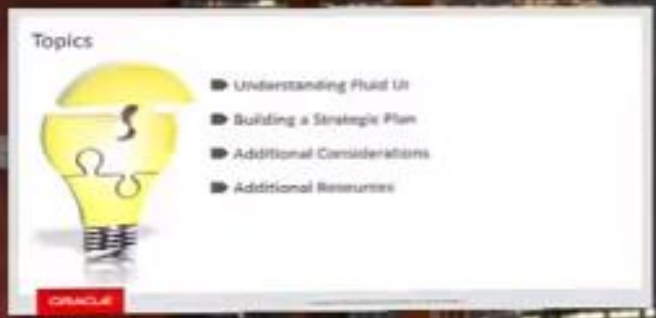 Topics
Understanding Fluid UI
Building a Strategic Plan
Additional Considerations
Additional Resources
ORACLE